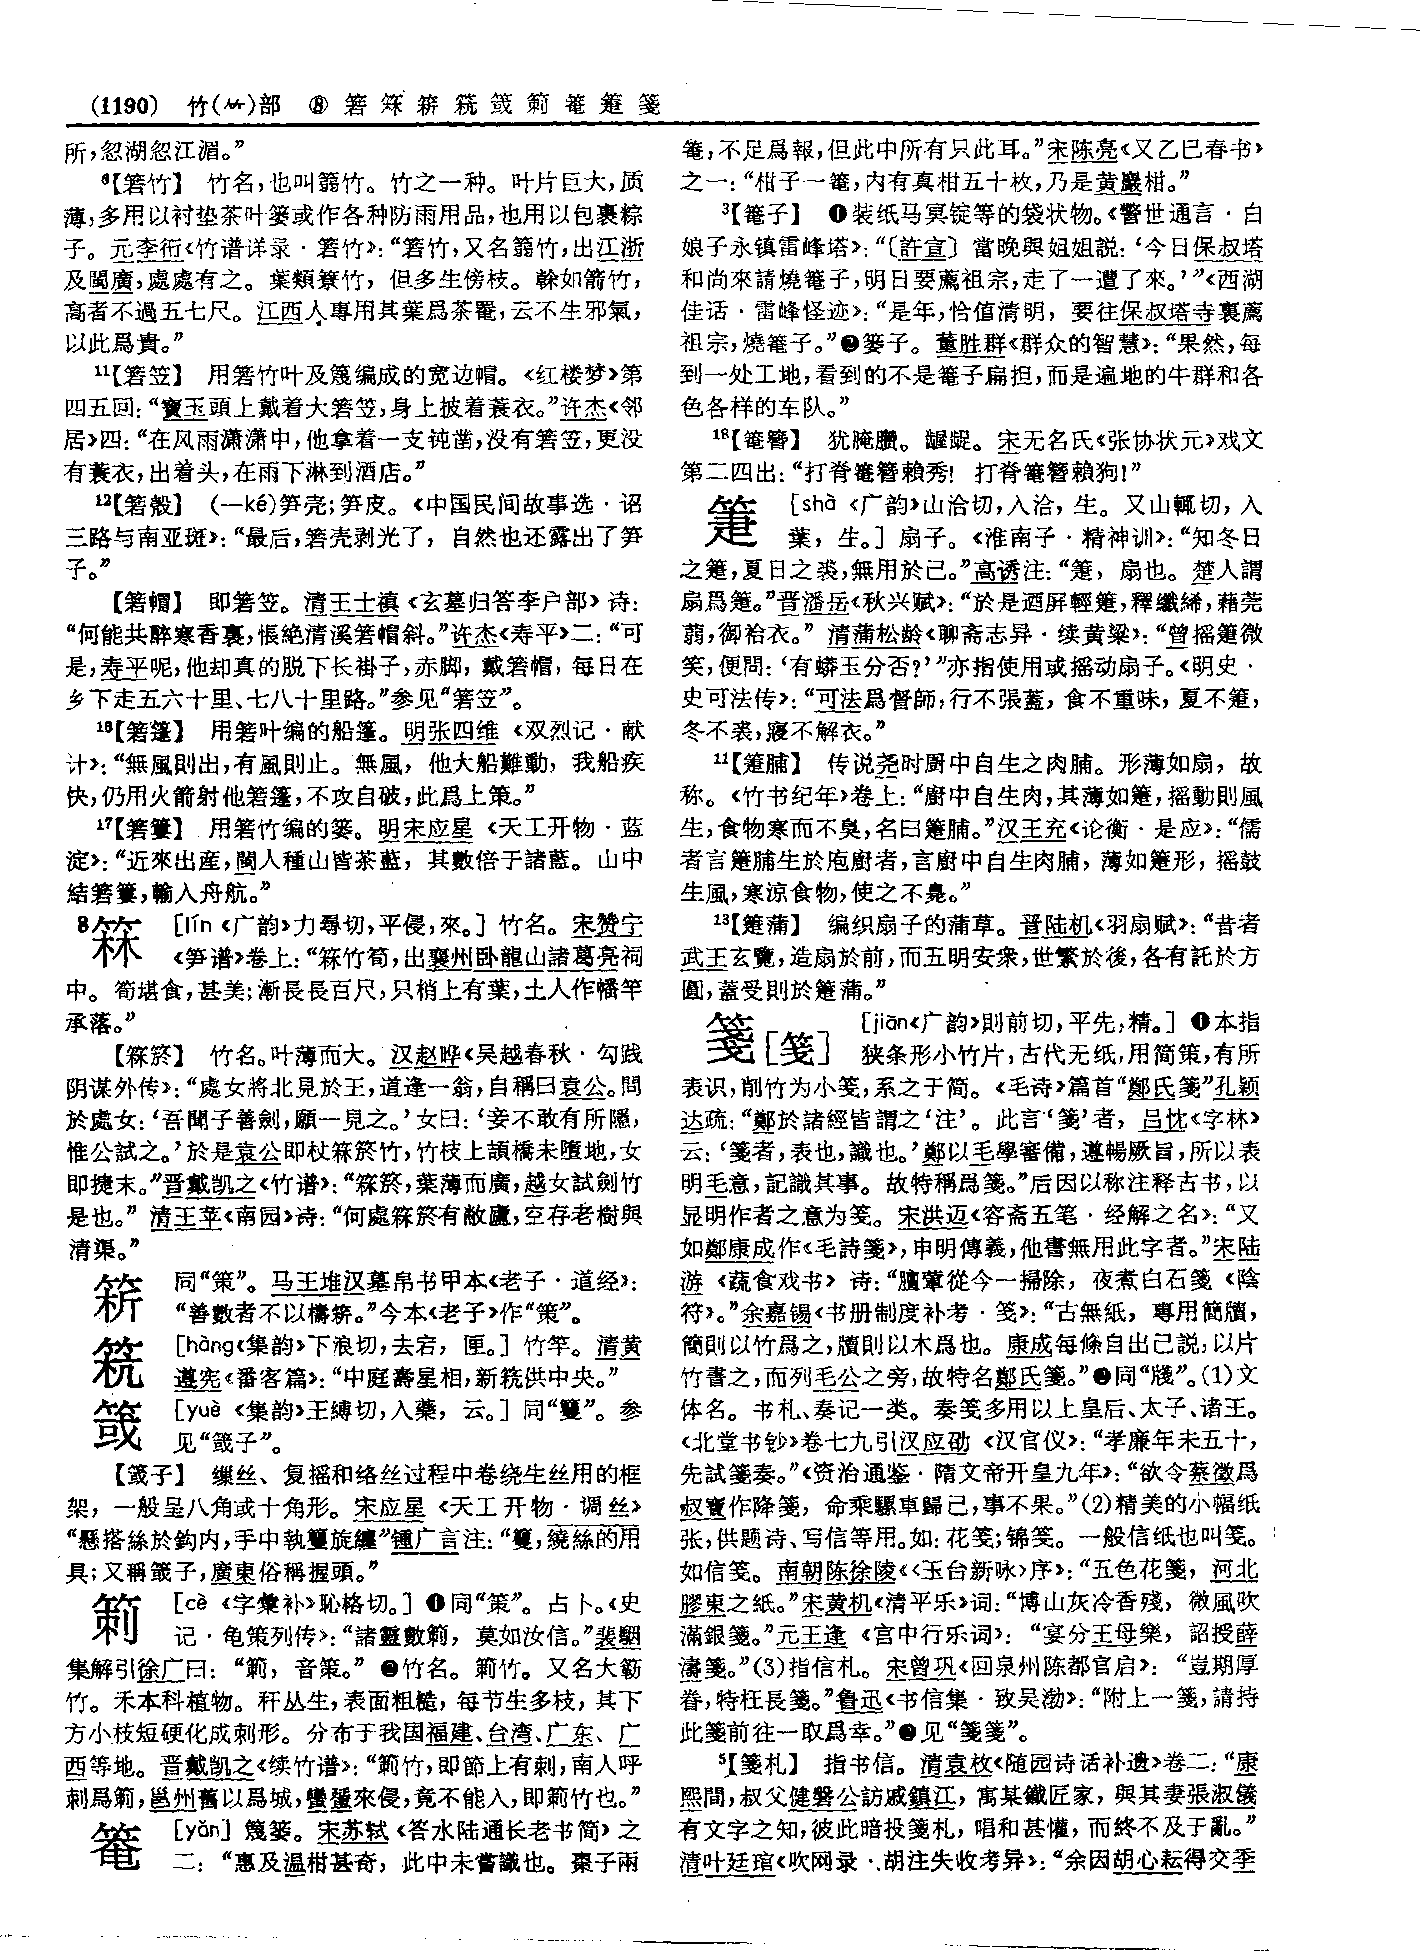 (1190) 竹(⺮)部 ⑧ 箬箖䇺筦箴䈂篭箑箋
所，忽湖忽江湄。”
⁸【箬竹】 竹名，也叫篛竹。竹之一种。叶片巨大，质
薄，多用以衬垫茶叶篓或作各种防雨用品，也用以包裹粽
子。元李衎《竹谱详录·箬竹》：“箬竹，又名篛竹，出江浙
及閩廣，處處有之。葉類簝竹，但多生傍枝。榦如箭竹，
高者不過五七尺。江西人專用其葉爲茶罨，云不生邪氣，
以此爲貴。”
¹¹【箬笠】 用箬竹叶及篾编成的宽边帽。《红楼梦》第
四五回：“寶玉頭上戴着大箬笠，身上披着蓑衣。”许杰《邻
居》四：“在风雨潇潇中，他拿着一支钝凿，没有箬笠，更没
有蓑衣，出着头，在雨下淋到酒店。”
¹²【箬殼】 （—ké）笋壳；笋皮。《中国民间故事选·诏
三路与南亚斑》：“最后，箬壳剥光了，自然也还露出了笋
子。”
【箬帽】 即箬笠。清王士禛《玄墓归答李户部》诗：
“何能共醉寒香裏，悵絶清溪箬帽斜。”许杰《寿平》二：“可
是，寿平呢，他却真的脱下长褂子，赤脚，戴箬帽，每日在
乡下走五六十里、七八十里路。”参见“箬笠”。
¹⁶【箬篷】 用箬叶编的船篷。明张四维《双烈记·献
计》：“無風則出，有風則止。無風，他大船難動，我船疾
快，仍用火箭射他箬篷，不攻自破，此爲上策。”
¹⁷【箬簍】 用箬竹编的篓。明宋应星《天工开物·蓝
淀》：“近來出産，閩人種山皆茶藍，其數倍于諸藍。山中
結箬簍，輸入舟航。”
8箖 [lín《广韵》力尋切，平侵，來。] 竹名。宋赞宁
《笋谱》卷上：“箖竹筍，出襄州卧龍山諸葛亮祠
中。筍堪食，甚美；漸長長百尺，只梢上有葉，土人作幡竿
承落。”
【箖箊】 竹名。叶薄而大。汉赵晔《吴越春秋·勾践
阴谋外传》：“處女將北見於王，道逢一翁，自稱曰袁公。問
於處女：‘吾聞子善劍，願一見之。’女曰：‘妾不敢有所隱，
惟公試之。’於是袁公即杖箖箊竹，竹枝上頡橋未墮地，女
即捷末。”晋戴凯之《竹谱》：“箖箊，葉薄而廣，越女試劍竹
是也。”清王苹《南园》诗：“何處箖箊有敝廬，空存老樹與
清渠。”
同“策”。马王堆汉墓帛书甲本《老子·道经》：
“善數者不以檮䇺。”今本《老子》作“策”。
[hàng《集韵》下浪切，去宕，匣。] 竹竿。清黄
遵宪《番客篇》：“中庭壽星相，新筦供中央。”
[yuè《集韵》王縛切，入藥，云。] 同“籰”。参
见“箴子”。
缫丝、复摇和络丝过程中卷绕生丝用的框
架，一般呈八角或十角形。宋应星《天工开物·调丝》
“懸搭絲於鈎内，手中執籰旋纏”锺广言注：“籰，繞絲的用
具；又稱箴子，廣東俗稱握頭。”
䈂 [cè《字彙补》恥格切。] ❶同“策”。占卜。《史
记·龟策列传》：“諸靈數䈂，莫如汝信。”裴駰
集解引徐广曰：“䈂，音策。”❷竹名。䈂竹。又名大簕
竹。禾本科植物。秆丛生，表面粗糙，每节生多枝，其下
方小枝短硬化成刺形。分布于我国福建、台湾、广东、广
西等地。晋戴凯之《续竹谱》：“䈂竹，即節上有刺，南人呼
刺爲䈂，邕州舊以爲城，蠻蜑來侵，竟不能入，即䈂竹也。”
[yǎn] 篾篓。宋苏轼《答水陆通长老书简》之
二：“惠及温柑甚奇，此中未嘗識也。棗子兩
篭，不足爲報，但此中所有只此耳。”宋陈亮《又乙巳春书》
之一：“柑子一篭，内有真柑五十枚，乃是黄巖柑。”
³【篭子】 ❶装纸马冥锭等的袋状物。《警世通言·白
娘子永镇雷峰塔》：“〔許宣〕當晚與姐姐説：‘今日保叔塔
和尚來請燒篭子，明日要薦祖宗，走了一遭了來。’”《西湖
佳话·雷峰怪迹》：“是年，恰值清明，要往保叔塔寺裏薦
祖宗，燒篭子。”❷篓子。董胜群《群众的智慧》：“果然，每
到一处工地，看到的不是篭子扁担，而是遍地的牛群和各
色各样的车队。”
¹⁸【篭簪】 犹腌臢。龌龊。宋无名氏《张协状元》戏文
第二四出：“打脊篭簪賴秀！打脊篭簪賴狗！”
箑 [shà《广韵》山洽切，入洽，生。又山輒切，入
葉，生。] 扇子。《淮南子·精神训》：“知冬日
之箑，夏日之裘，無用於己。”高诱注：“箑，扇也。楚人謂
扇爲箑。”晋潘岳《秋兴赋》：“於是迺屏輕箑，釋纖絺，藉莞
蒻，御袷衣。”清蒲松龄《聊斋志异·续黄粱》：“曾摇箑微
笑，便問：‘有蟒玉分否？’”亦指使用或摇动扇子。《明史·
史可法传》：“可法爲督師，行不張蓋，食不重味，夏不箑，
冬不裘，寢不解衣。”
¹¹【箑脯】 传说尧时厨中自生之肉脯。形薄如扇，故
称。《竹书纪年》卷上：“廚中自生肉，其薄如箑，摇動則風
生，食物寒而不臭，名曰箑脯。”汉王充《论衡·是应》：“儒
者言箑脯生於庖廚者，言廚中自生肉脯，薄如箑形，摇鼓
生風，寒涼食物，使之不臰。”
¹³【箑蒲】 编织扇子的蒲草。晋陆机《羽扇赋》：“昔者
武王玄覽，造扇於前，而五明安衆，世繁於後，各有託於方
圓，蓋受則於箑蒲。”
箋[笺] [jiān《广韵》則前切，平先，精。] ❶本指
狭条形小竹片，古代无纸，用简策，有所
表识，削竹为小笺，系之于简。《毛诗》篇首“鄭氏箋”孔颖
达疏：“鄭於諸經皆謂之‘注’。此言‘箋’者，吕忱《字林》
云：‘箋者，表也，識也。’鄭以毛學審備，遵暢厥旨，所以表
明毛意，記識其事。故特稱爲箋。”后因以称注释古书，以
显明作者之意为笺。宋洪迈《容斋五笔·经解之名》：“又
如鄭康成作《毛詩箋》，申明傳義，他書無用此字者。”宋陆
游《蔬食戏书》诗：“膻葷從今一掃除，夜煮白石箋《陰
符》。”余嘉锡《书册制度补考·笺》：“古無紙，專用簡牘，
簡則以竹爲之，牘則以木爲也。康成每條自出己説，以片
竹書之，而列毛公之旁，故特名鄭氏箋。”❷同“牋”。(1)文
体名。书札、奏记一类。奏笺多用以上皇后、太子、诸王。
《北堂书钞》卷七九引汉应劭《汉官仪》：“孝廉年未五十，
先試箋奏。”《资治通鉴·隋文帝开皇九年》：“欲令蔡徵爲
叔寶作降箋，命乘騾車歸己，事不果。”(2)精美的小幅纸
张，供题诗、写信等用。如：花笺；锦笺。一般信纸也叫笺。
如信笺。南朝陈徐陵《〈玉台新咏〉序》：“五色花箋，河北
膠東之紙。”宋黄机《清平乐》词：“博山灰冷香殘，微風吹
滿銀箋。”元王逢《宫中行乐词》：“宴分王母樂，詔授薛
濤箋。”(3)指信札。宋曾巩《回泉州陈都官启》：“豈期厚
眷，特枉長箋。”鲁迅《书信集·致吴渤》：“附上一箋，請持
此箋前往一取爲幸。”❸见“箋箋”。
⁵【箋札】 指书信。清袁枚《随园诗话补遗》卷二：“康
熙間，叔父健磐公訪戚鎮江，寓某鐵匠家，與其妻張淑儀
有文字之知，彼此暗投箋札，唱和甚懽，而終不及于亂。”
清叶廷琯《吹网录·胡注失收考异》：“余因胡心耘得交季